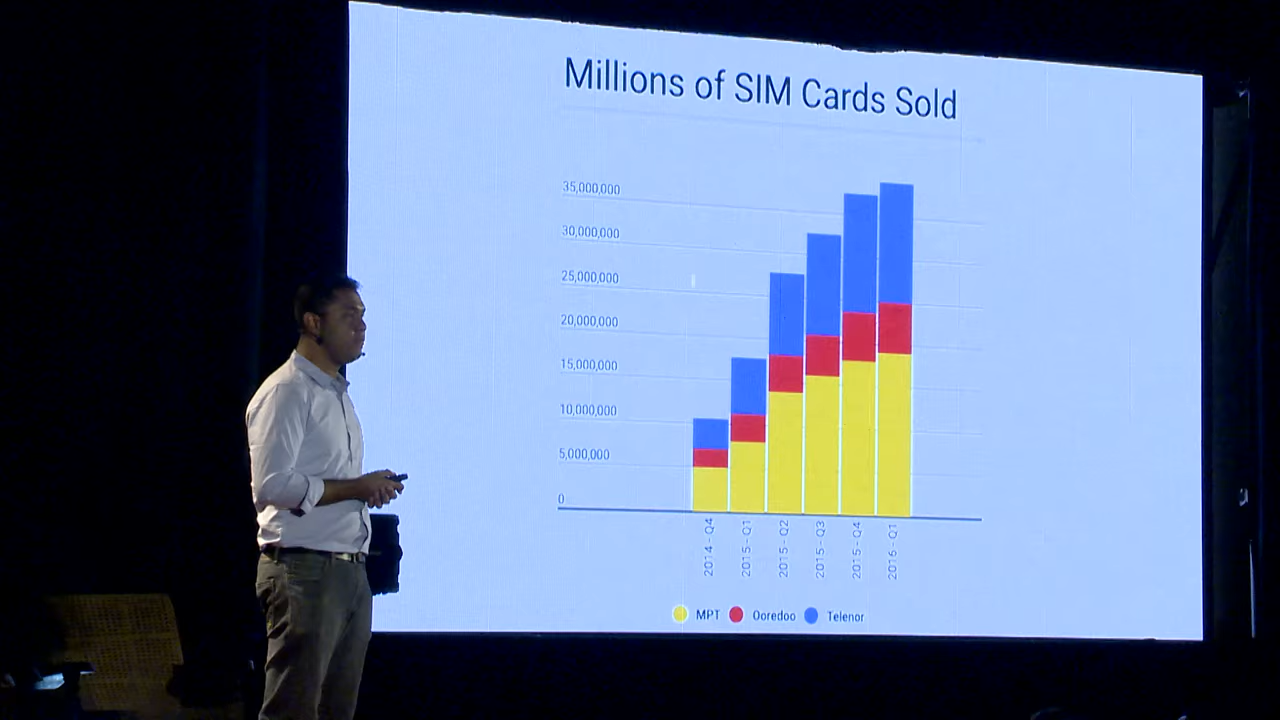 Millions of SIM Cards Sold
35,000,000
30,000,000
25,000,000
20,000,000
15,000,000
10,000,000
5,000,000
0
2014 - Q4
2015 - Q1
2015 - Q2
2015 - Q3
2015 - Q4
2016 - Q1
MPT Ooredoo Telenor